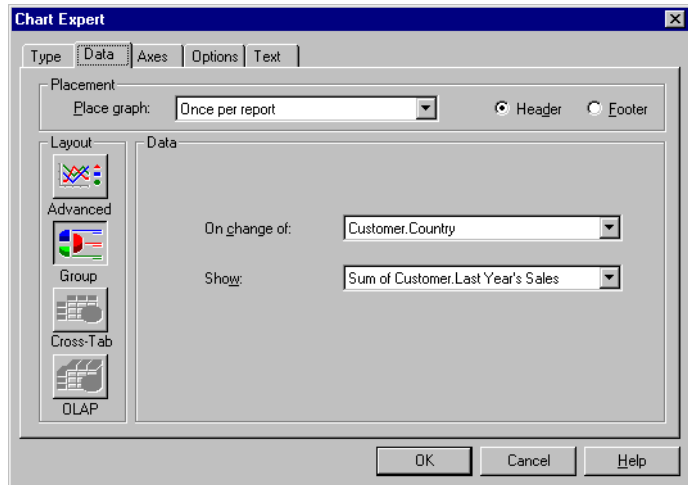 Chart Expert
Type Data Axes Options Text
Placement
Place graph: Once per report Header Footer
Layout Data
Advanced
On change of: Customer.Country
Group
Show: Sum of Customer.Last Year's Sales
Cross-Tab
OLAP
OK Cancel Help